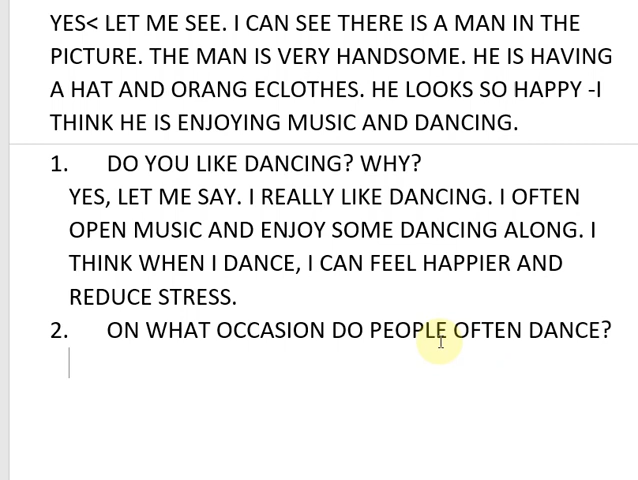 YES< LET ME SEE. I CAN SEE THERE IS A MAN IN THE
PICTURE. THE MAN IS VERY HANDSOME. HE IS HAVING
A HAT AND ORANG ECLOTHES. HE LOOKS SO HAPPY -I
THINK HE IS ENJOYING MUSIC AND DANCING.
1. DO YOU LIKE DANCING? WHY?
YES, LET ME SAY. I REALLY LIKE DANCING. I OFTEN
OPEN MUSIC AND ENJOY SOME DANCING ALONG. I
THINK WHEN I DANCE, I CAN FEEL HAPPIER AND
REDUCE STRESS.
2. ON WHAT OCCASION DO PEOPLE OFTEN DANCE?